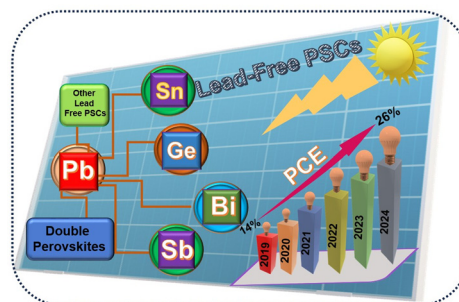 Lead-Free PSCs
Other
Lead
Free PSCs
Sn
Ge
Pb
Bi
Sb
Double
Perovskites
PCE
14%
26%
2019
2020
2021
2022
2023
2024